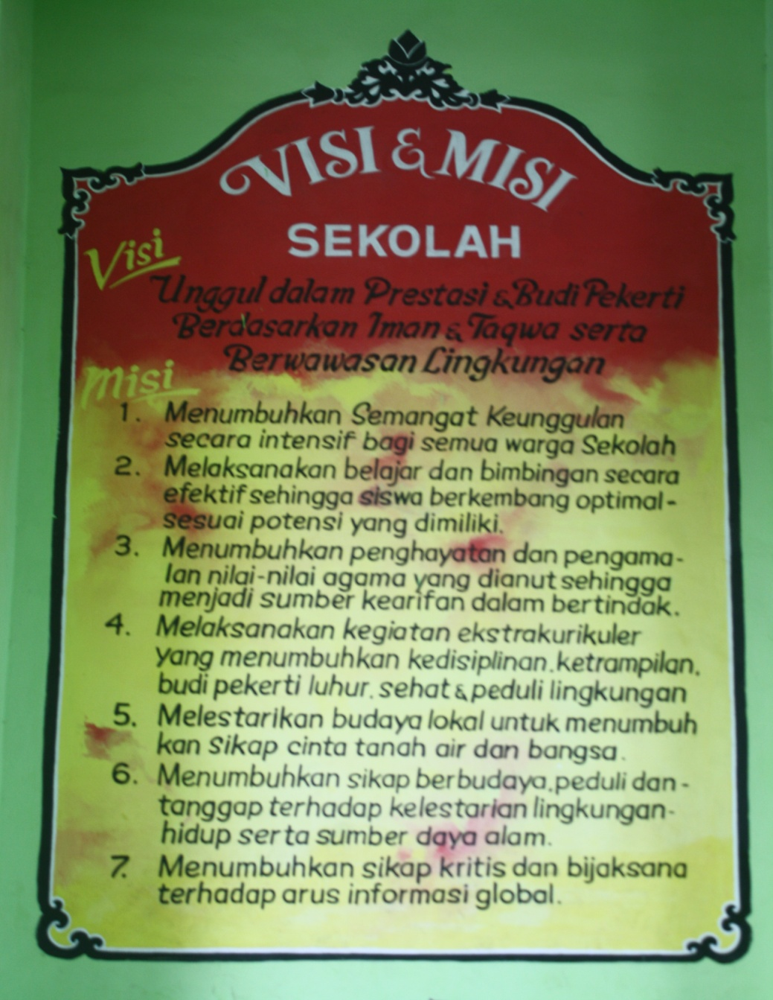 VISI & MISI
SEKOLAH
Visi
Unggul dalam Prestasi & Budi Pekerti
Berdasarkan Iman & Taqwa serta
Berwawasan Lingkungan
Misi
1. Menumbuhkan Semangat Keunggulan
secara intensif bagi semua warga Sekolah
2. Melaksanakan belajar dan bimbingan secara
efektif sehingga siswa berkembang optimal-
sesuai potensi yang dimiliki.
3. Menumbuhkan penghayatan dan pengama-
lan nilai-nilai agama yang dianut sehingga
menjadi sumber kearifan dalam bertindak.
4. Melaksanakan kegiatan ekstrakurikuler
yang menumbuhkan kedisiplinan, ketrampilan,
budi pekerti luhur, sehat & peduli lingkungan
5. Melestarikan budaya lokal untuk menumbuh
kan Sikap cinta tanah air dan bangsa.
6. Menumbuhkan sikap berbudaya, peduli dan -
tanggap terhadap kelestarian lingkungan-
hidup serta sumber daya alam.
7. Menumbuhkan sikap kritis dan bijaksana
terhadap arus informasi global.